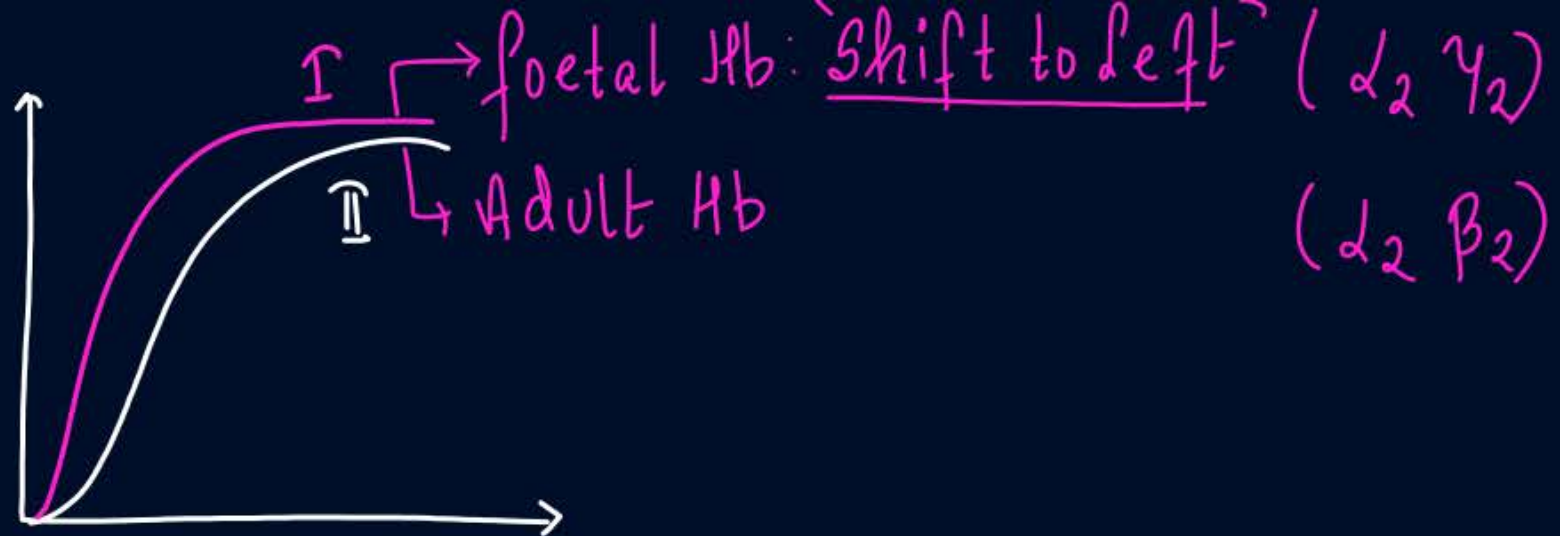 I → foetal Hb: "Shift to Left" (α₂ γ₂)
II → Adult Hb (α₂ β₂)